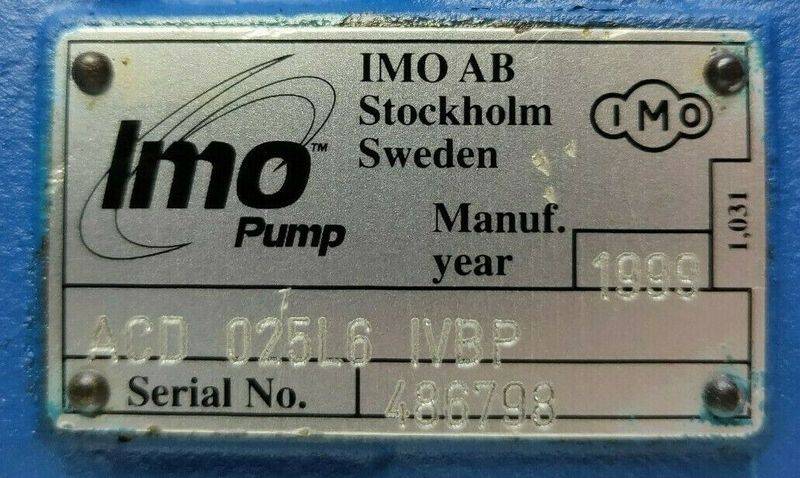 Imo™
Pump
IMO AB
Stockholm
Sweden
IMO
Manuf.
year
1999
1,031
ACD 025L6 IVBP
Serial No.
486798